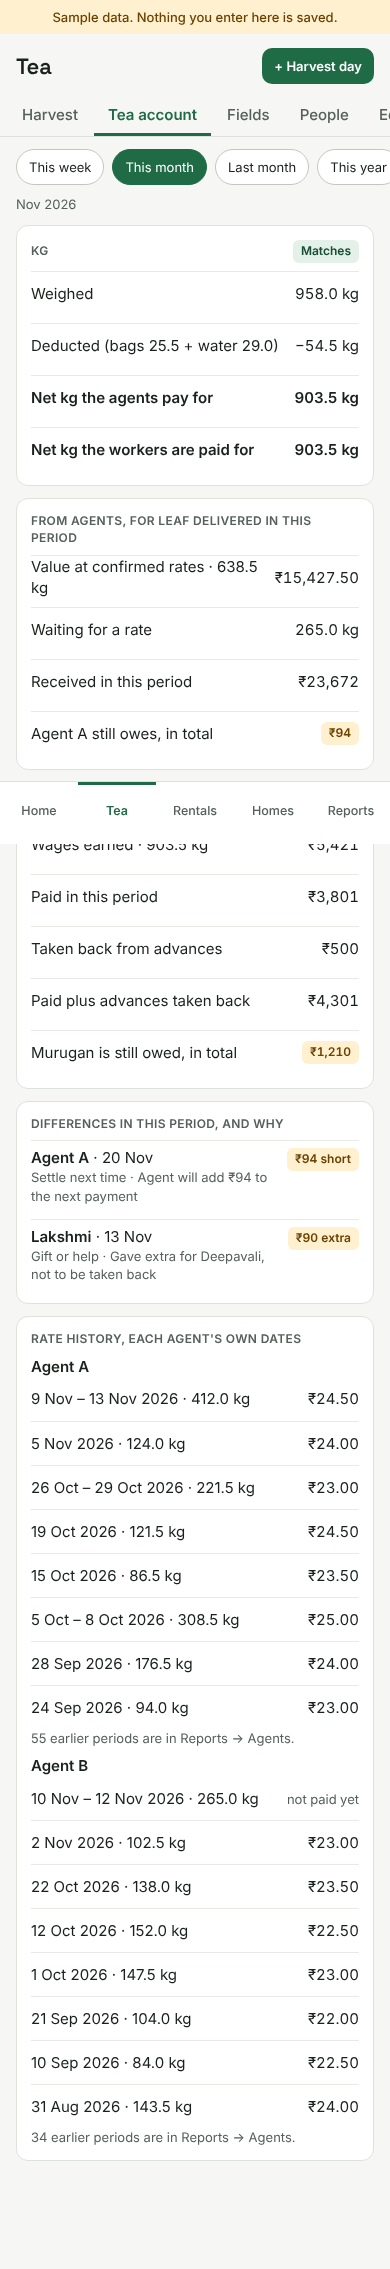 Sample data. Nothing you enter here is saved.
Tea
+ Harvest day
Harvest Tea account Fields People
This week This month Last month This year
Nov 2026
KG Matches
Weighed 958.0 kg
Deducted (bags 25.5 + water 29.0) −54.5 kg
Net kg the agents pay for 903.5 kg
Net kg the workers are paid for 903.5 kg
FROM AGENTS, FOR LEAF DELIVERED IN THIS
PERIOD
Value at confirmed rates · 638.5
kg ₹15,427.50
Waiting for a rate 265.0 kg
Received in this period ₹23,672
Agent A still owes, in total ₹94
Home Tea Rentals Homes Reports
Wages earned · 903.5 kg ₹5,421
Paid in this period ₹3,801
Taken back from advances ₹500
Paid plus advances taken back ₹4,301
Murugan is still owed, in total ₹1,210
DIFFERENCES IN THIS PERIOD, AND WHY
Agent A · 20 Nov ₹94 short
Settle next time · Agent will add ₹94 to
the next payment
Lakshmi · 13 Nov ₹90 extra
Gift or help · Gave extra for Deepavali,
not to be taken back
RATE HISTORY, EACH AGENT'S OWN DATES
Agent A
9 Nov – 13 Nov 2026 · 412.0 kg ₹24.50
5 Nov 2026 · 124.0 kg ₹24.00
26 Oct – 29 Oct 2026 · 221.5 kg ₹23.00
19 Oct 2026 · 121.5 kg ₹24.50
15 Oct 2026 · 86.5 kg ₹23.50
5 Oct – 8 Oct 2026 · 308.5 kg ₹25.00
28 Sep 2026 · 176.5 kg ₹24.00
24 Sep 2026 · 94.0 kg ₹23.00
55 earlier periods are in Reports → Agents.
Agent B
10 Nov – 12 Nov 2026 · 265.0 kg not paid yet
2 Nov 2026 · 102.5 kg ₹23.00
22 Oct 2026 · 138.0 kg ₹23.50
12 Oct 2026 · 152.0 kg ₹22.50
1 Oct 2026 · 147.5 kg ₹23.00
21 Sep 2026 · 104.0 kg ₹22.00
10 Sep 2026 · 84.0 kg ₹22.50
31 Aug 2026 · 143.5 kg ₹24.00
34 earlier periods are in Reports → Agents.